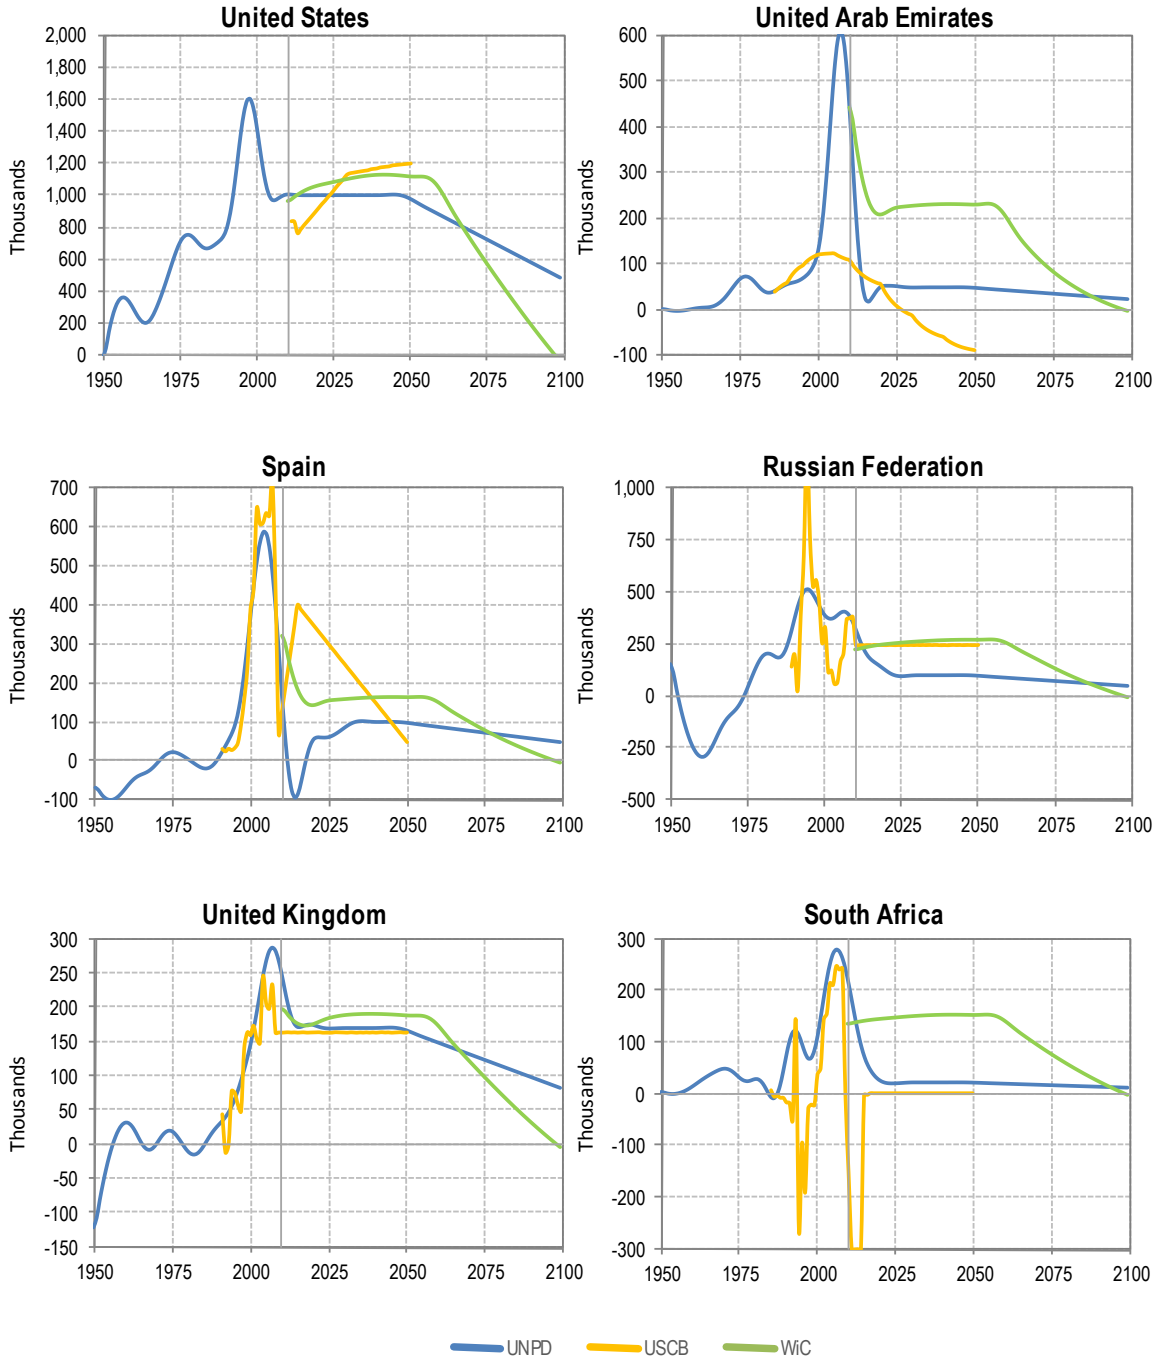 United States
2,000
1,800
1,600
1,400
1,200
1,000
800
600
400
200
0
Thousands
1950 1975 2000 2025 2050 2075 2100
United Arab Emirates
600
500
400
300
200
100
0
-100
Thousands
1950 1975 2000 2025 2050 2075 2100
Spain
700
600
500
400
300
200
100
0
-100
Thousands
1950 1975 2000 2025 2050 2075 2100
Russian Federation
1,000
750
500
250
0
-250
-500
Thousands
1950 1975 2000 2025 2050 2075 2100
United Kingdom
300
250
200
150
100
50
0
-50
-100
-150
Thousands
1950 1975 2000 2025 2050 2075 2100
South Africa
300
200
100
0
-100
-200
-300
Thousands
1950 1975 2000 2025 2050 2075 2100
UNPD USCB WiC